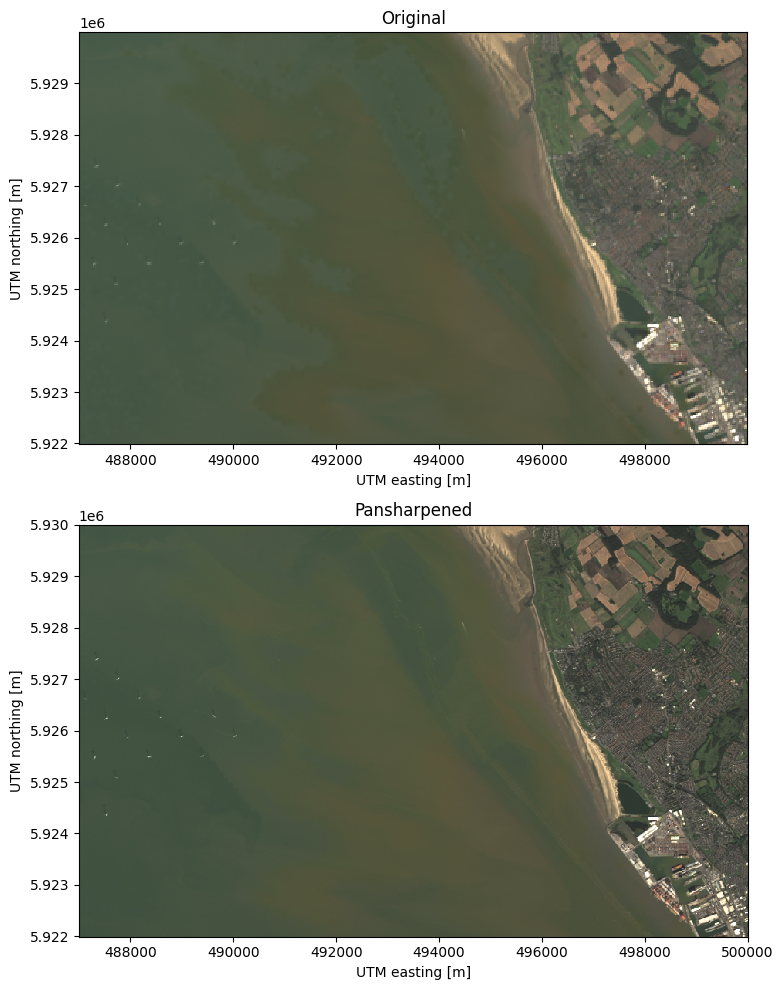 Original
1e6
5.929
5.928
5.927
5.926
5.925
5.924
5.923
5.922
UTM northing [m]
488000 490000 492000 494000 496000 498000
UTM easting [m]
Pansharpened
1e6
5.930
5.929
5.928
5.927
5.926
5.925
5.924
5.923
5.922
UTM northing [m]
488000 490000 492000 494000 496000 498000 500000
UTM easting [m]